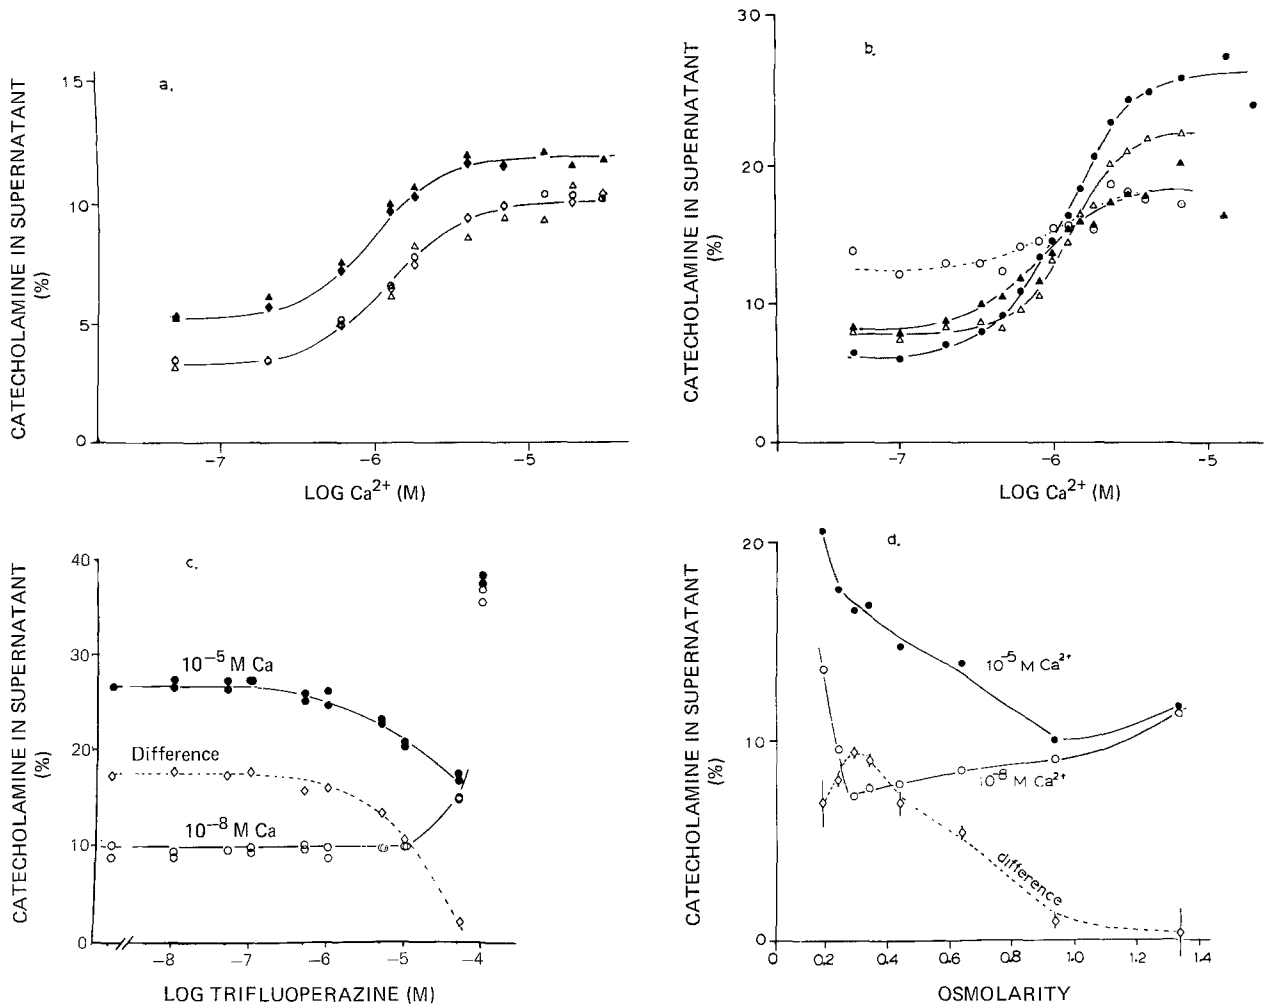 a.
CATECHOLAMINE IN SUPERNATANT
(%)
15
10
5
0
-7
-6
-5
LOG Ca2+ (M)
b.
CATECHOLAMINE IN SUPERNATANT
(%)
30
20
10
0
-7
-6
-5
LOG Ca2+ (M)
c.
CATECHOLAMINE IN SUPERNATANT
(%)
40
30
20
10
0
10-5 M Ca
Difference
10-8 M Ca
-8
-7
-6
-5
-4
LOG TRIFLUOPERAZINE (M)
d.
CATECHOLAMINE IN SUPERNATANT
(%)
20
10
0
10-5 M Ca2+
10-8 M Ca2+
difference
0.2
0.4
0.6
0.8
1.0
1.2
1.4
OSMOLARITY